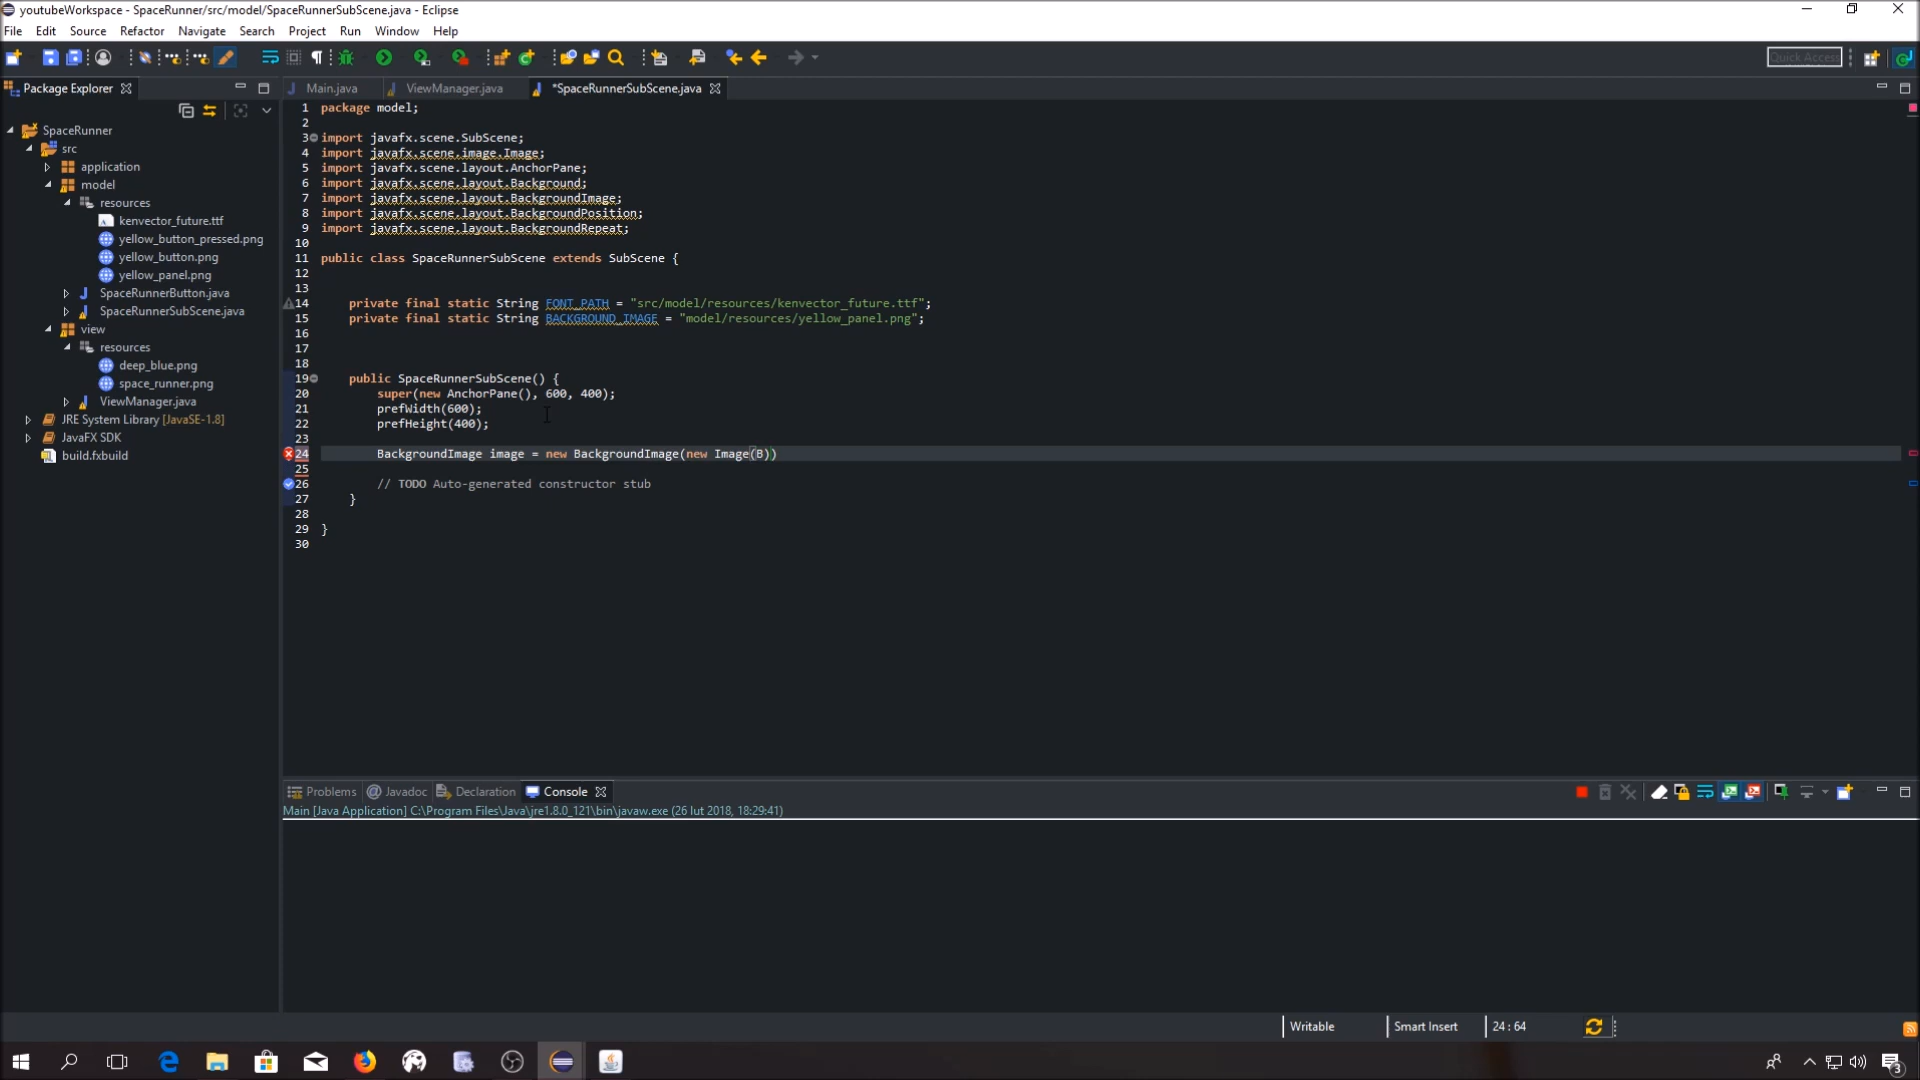 youtubeWorkspace - SpaceRunner/src/model/SpaceRunnerSubScene.java - Eclipse
File Edit Source Refactor Navigate Search Project Run Window Help
Quick Access
Package Explorer
Main.java ViewManager.java *SpaceRunnerSubScene.java
SpaceRunner
src
application
model
resources
kenvector_future.ttf
yellow_button_pressed.png
yellow_button.png
yellow_panel.png
SpaceRunnerButton.java
SpaceRunnerSubScene.java
view
resources
deep_blue.png
space_runner.png
ViewManager.java
JRE System Library [JavaSE-1.8]
JavaFX SDK
build.fxbuild
1 package model;
2
3 import javafx.scene.SubScene;
4 import javafx.scene.image.Image;
5 import javafx.scene.layout.AnchorPane;
6 import javafx.scene.layout.Background;
7 import javafx.scene.layout.BackgroundImage;
8 import javafx.scene.layout.BackgroundPosition;
9 import javafx.scene.layout.BackgroundRepeat;
10
11 public class SpaceRunnerSubScene extends SubScene {
12
13
14 private final static String FONT_PATH = "src/model/resources/kenvector_future.ttf";
15 private final static String BACKGROUND_IMAGE = "model/resources/yellow_panel.png";
16
17
18
19 public SpaceRunnerSubScene() {
20 super(new AnchorPane(), 600, 400);
21 prefWidth(600);
22 prefHeight(400);
23
24 BackgroundImage image = new BackgroundImage(new Image(B))
25
26 // TODO Auto-generated constructor stub
27 }
28
29 }
30
Problems @ Javadoc Declaration Console
Main [Java Application] C:\Program Files\Java\jre1.8.0_121\bin\javaw.exe (26 lut 2018, 18:29:41)
Writable Smart Insert 24 : 64
3